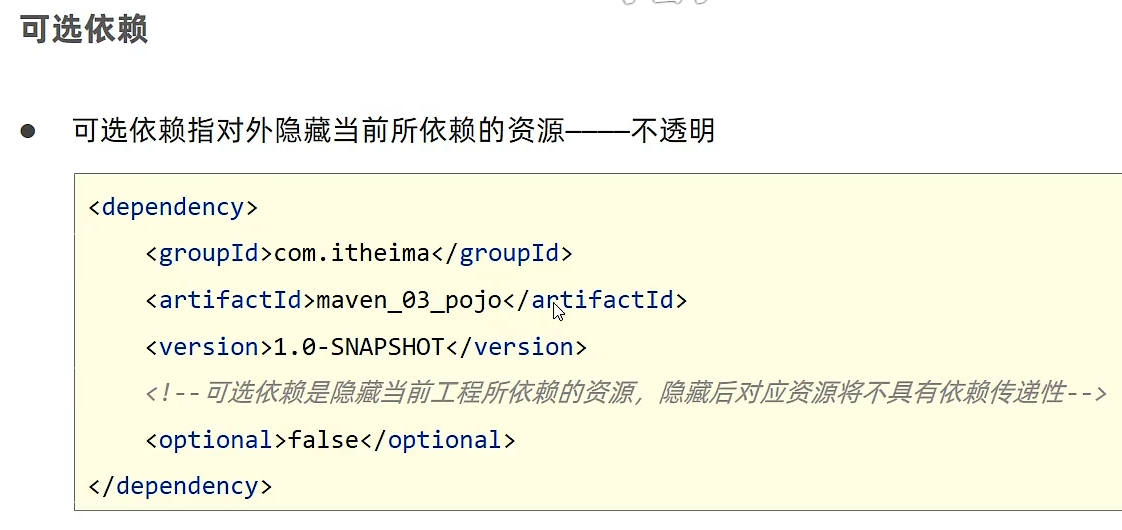 可选依赖
● 可选依赖指对外隐藏当前所依赖的资源————不透明
<dependency>
    <groupId>com.itheima</groupId>
    <artifactId>maven_03_pojo</artifactId>
    <version>1.0-SNAPSHOT</version>
    <!--可选依赖是隐藏当前工程所依赖的资源，隐藏后对应资源将不具有依赖传递性-->
    <optional>false</optional>
</dependency>